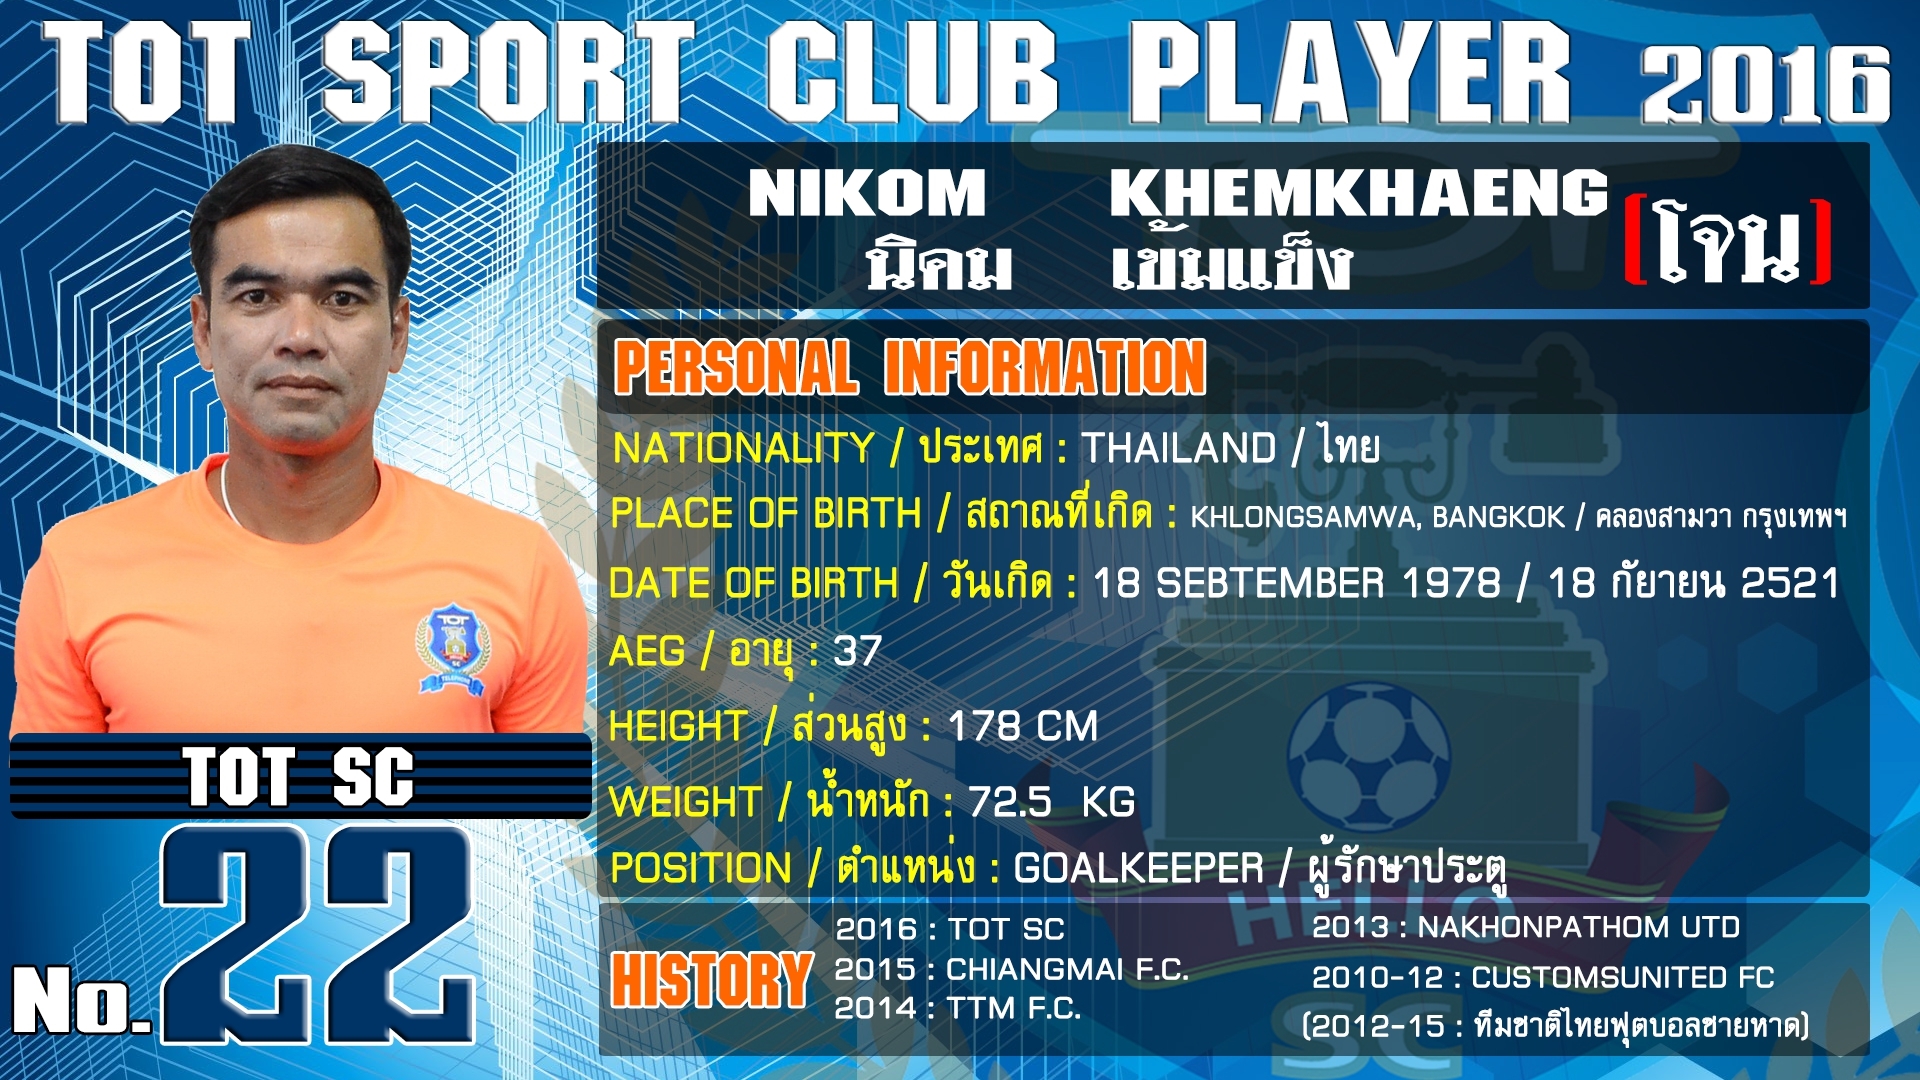 TOT SPORT CLUB PLAYER 2016
NIKOM KHEMKHAENG
นิคม เข้มแข็ง (โจน)
PERSONAL INFORMATION
NATIONALITY / ประเทศ : THAILAND / ไทย
PLACE OF BIRTH / สถาณที่เกิด : KHLONGSAMWA, BANGKOK / คลองสามวา กรุงเทพฯ
DATE OF BIRTH / วันเกิด : 18 SEBTEMBER 1978 / 18 กัยายน 2521
AEG / อายุ : 37
HEIGHT / ส่วนสูง : 178 CM
WEIGHT / น้ำหนัก : 72.5 KG
POSITION / ตำแหน่ง : GOALKEEPER / ผู้รักษาประตู
TOT
TELEPHONE
TOT SC
No.22
HISTORY
2016 : TOT SC
2015 : CHIANGMAI F.C.
2014 : TTM F.C.
2013 : NAKHONPATHOM UTD
2010-12 : CUSTOMSUNITED FC
(2012-15 : ทีมชาติไทยฟุตบอลชายหาด)
TOT
HELLO
SC